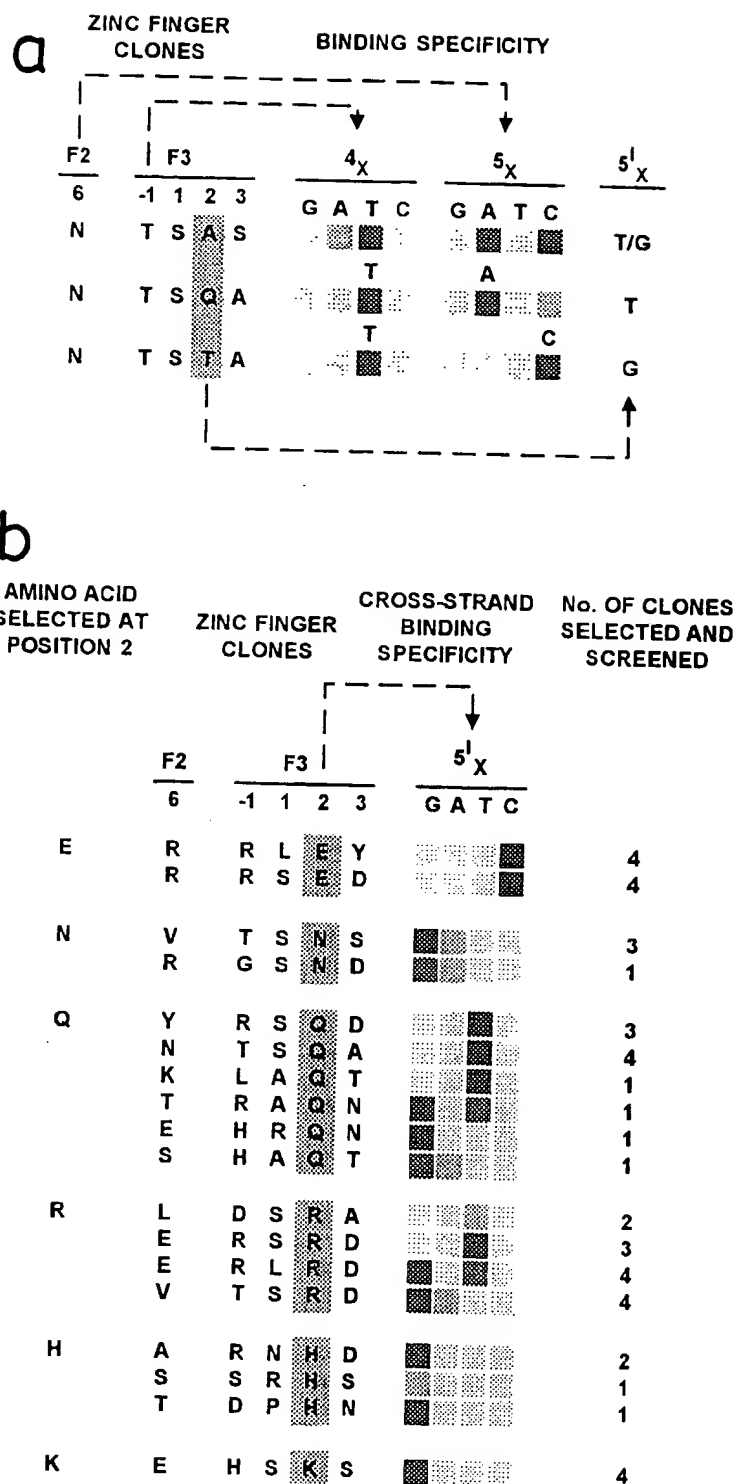 a
ZINC FINGER
CLONES
BINDING SPECIFICITY
F2 F3 4X 5X 5'X
6 -1 1 2 3 G A T C G A T C
N T S A S T/G
T A
N T S Q A T
T C
N T S T A G
b
AMINO ACID
SELECTED AT
POSITION 2
ZINC FINGER
CLONES
CROSS-STRAND
BINDING
SPECIFICITY
No. OF CLONES
SELECTED AND
SCREENED
F2 F3 5'X
6 -1 1 2 3 G A T C
E R R L E Y 4
R R S E D 4
N V T S N S 3
R G S N D 1
Q Y R S Q D 3
N T S Q A 4
K L A Q T 1
T R A Q N 1
E H R Q N 1
S H A Q T 1
R L D S R A 2
E R S R D 3
E R L R D 4
V T S R D 4
H A R N H D 2
S S R H S 1
T D P H N 1
K E H S K S 4